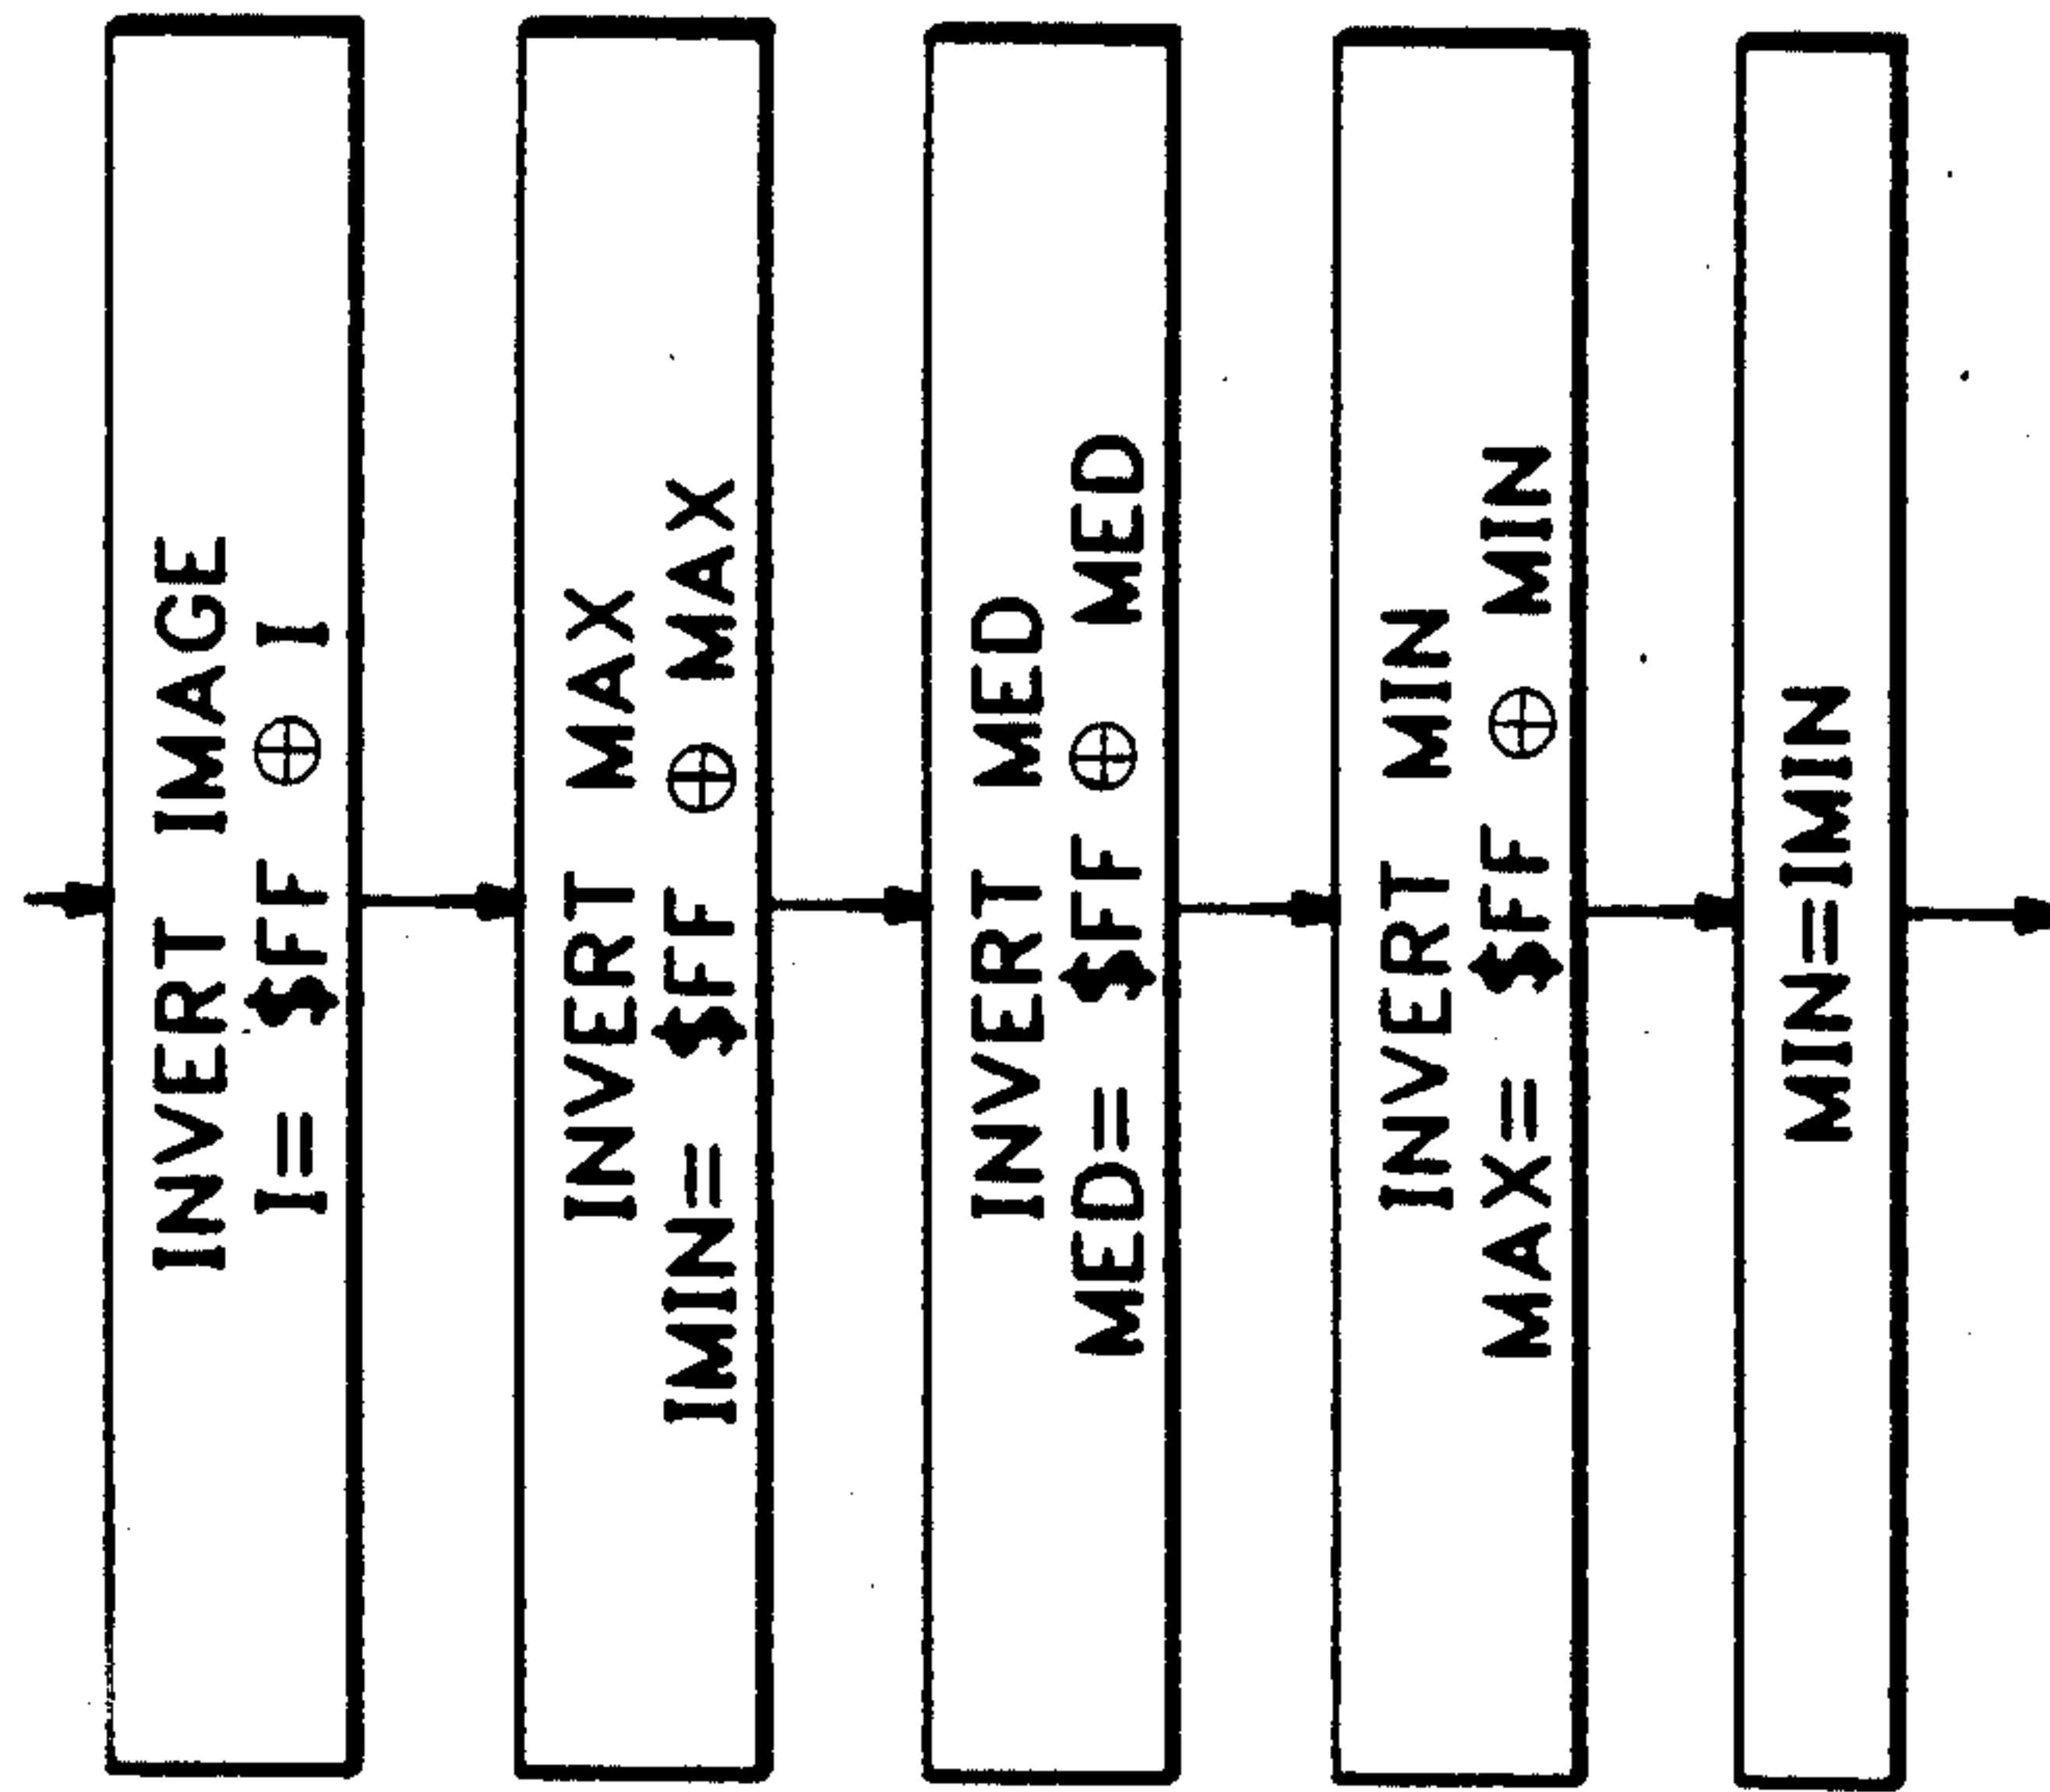 INVERT IMAGE
I= $FF ⊕ I
INVERT MAX
IMIN= $FF ⊕ MAX
INVERT MED
MED= $FF ⊕ MED
INVERT MIN
MAX= $FF ⊕ MIN
MIN=IMIN